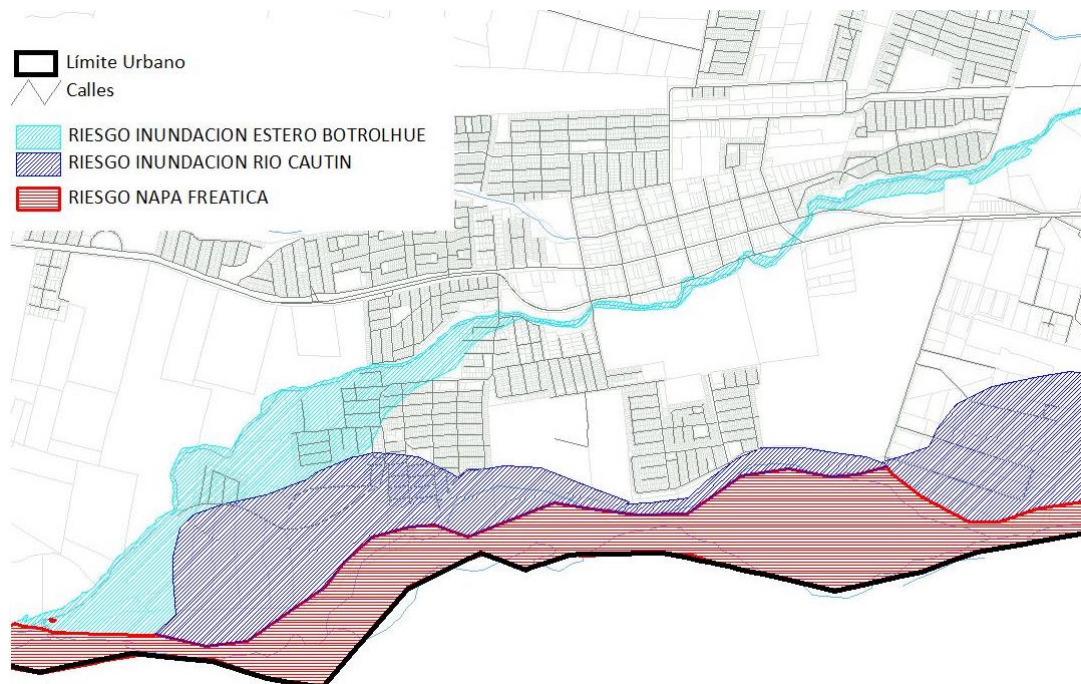 Límite Urbano
Calles
RIESGO INUNDACION ESTERO BOTROLHUE
RIESGO INUNDACION RIO CAUTIN
RIESGO NAPA FREATICA